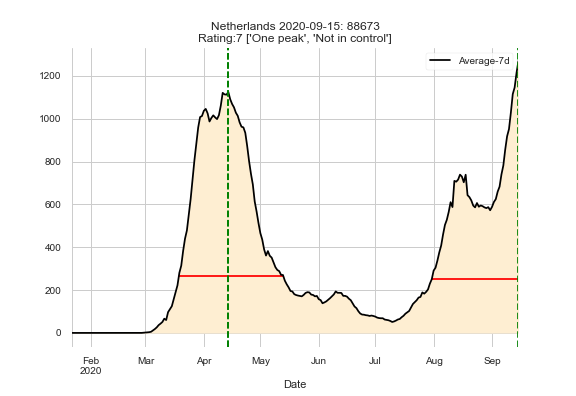 Netherlands 2020-09-15: 88673
Rating:7 ['One peak', 'Not in control']
Average-7d
1200
1000
800
600
400
200
0
Feb Mar Apr May Jun Jul Aug Sep
2020
Date